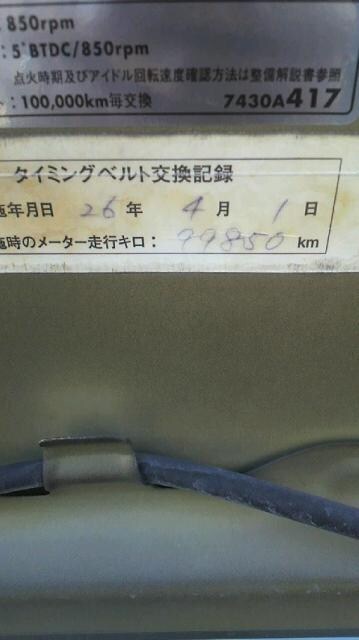 850rpm
: 5°BTDC/850rpm
点火時期及びアイドル回転速度確認方法は整備解説書参照
: 100,000km毎交換 7430A417
タイミングベルト交換記録
年月日 26年 4月 1日
時のメーター走行キロ: 99850 km